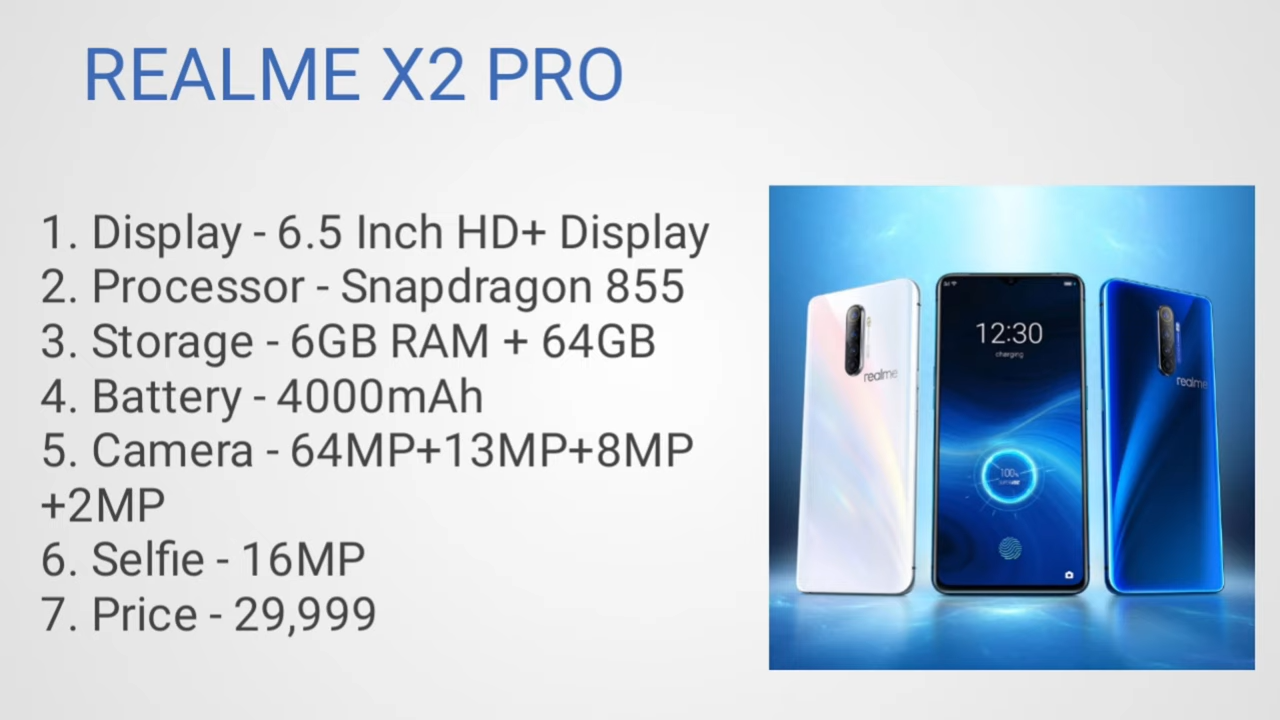 REALME X2 PRO
1. Display - 6.5 Inch HD+ Display
2. Processor - Snapdragon 855
3. Storage - 6GB RAM + 64GB
4. Battery - 4000mAh
5. Camera - 64MP+13MP+8MP
+2MP
6. Selfie - 16MP
7. Price - 29,999
12:30
charging
realme
realme
100%